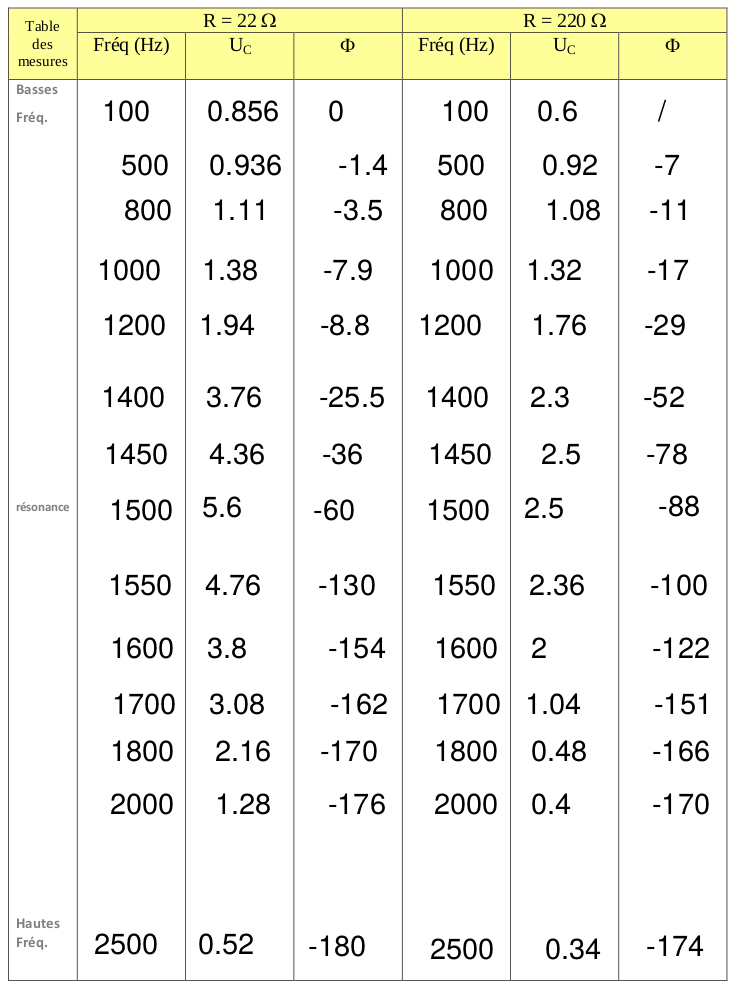 Table des mesures R = 22 Ω R = 220 Ω
Fréq (Hz) UC Φ Fréq (Hz) UC Φ
Basses Fréq. 100 0.856 0 100 0.6 /
500 0.936 -1.4 500 0.92 -7
800 1.11 -3.5 800 1.08 -11
1000 1.38 -7.9 1000 1.32 -17
1200 1.94 -8.8 1200 1.76 -29
1400 3.76 -25.5 1400 2.3 -52
1450 4.36 -36 1450 2.5 -78
résonance 1500 5.6 -60 1500 2.5 -88
1550 4.76 -130 1550 2.36 -100
1600 3.8 -154 1600 2 -122
1700 3.08 -162 1700 1.04 -151
1800 2.16 -170 1800 0.48 -166
2000 1.28 -176 2000 0.4 -170
Hautes Fréq. 2500 0.52 -180 2500 0.34 -174